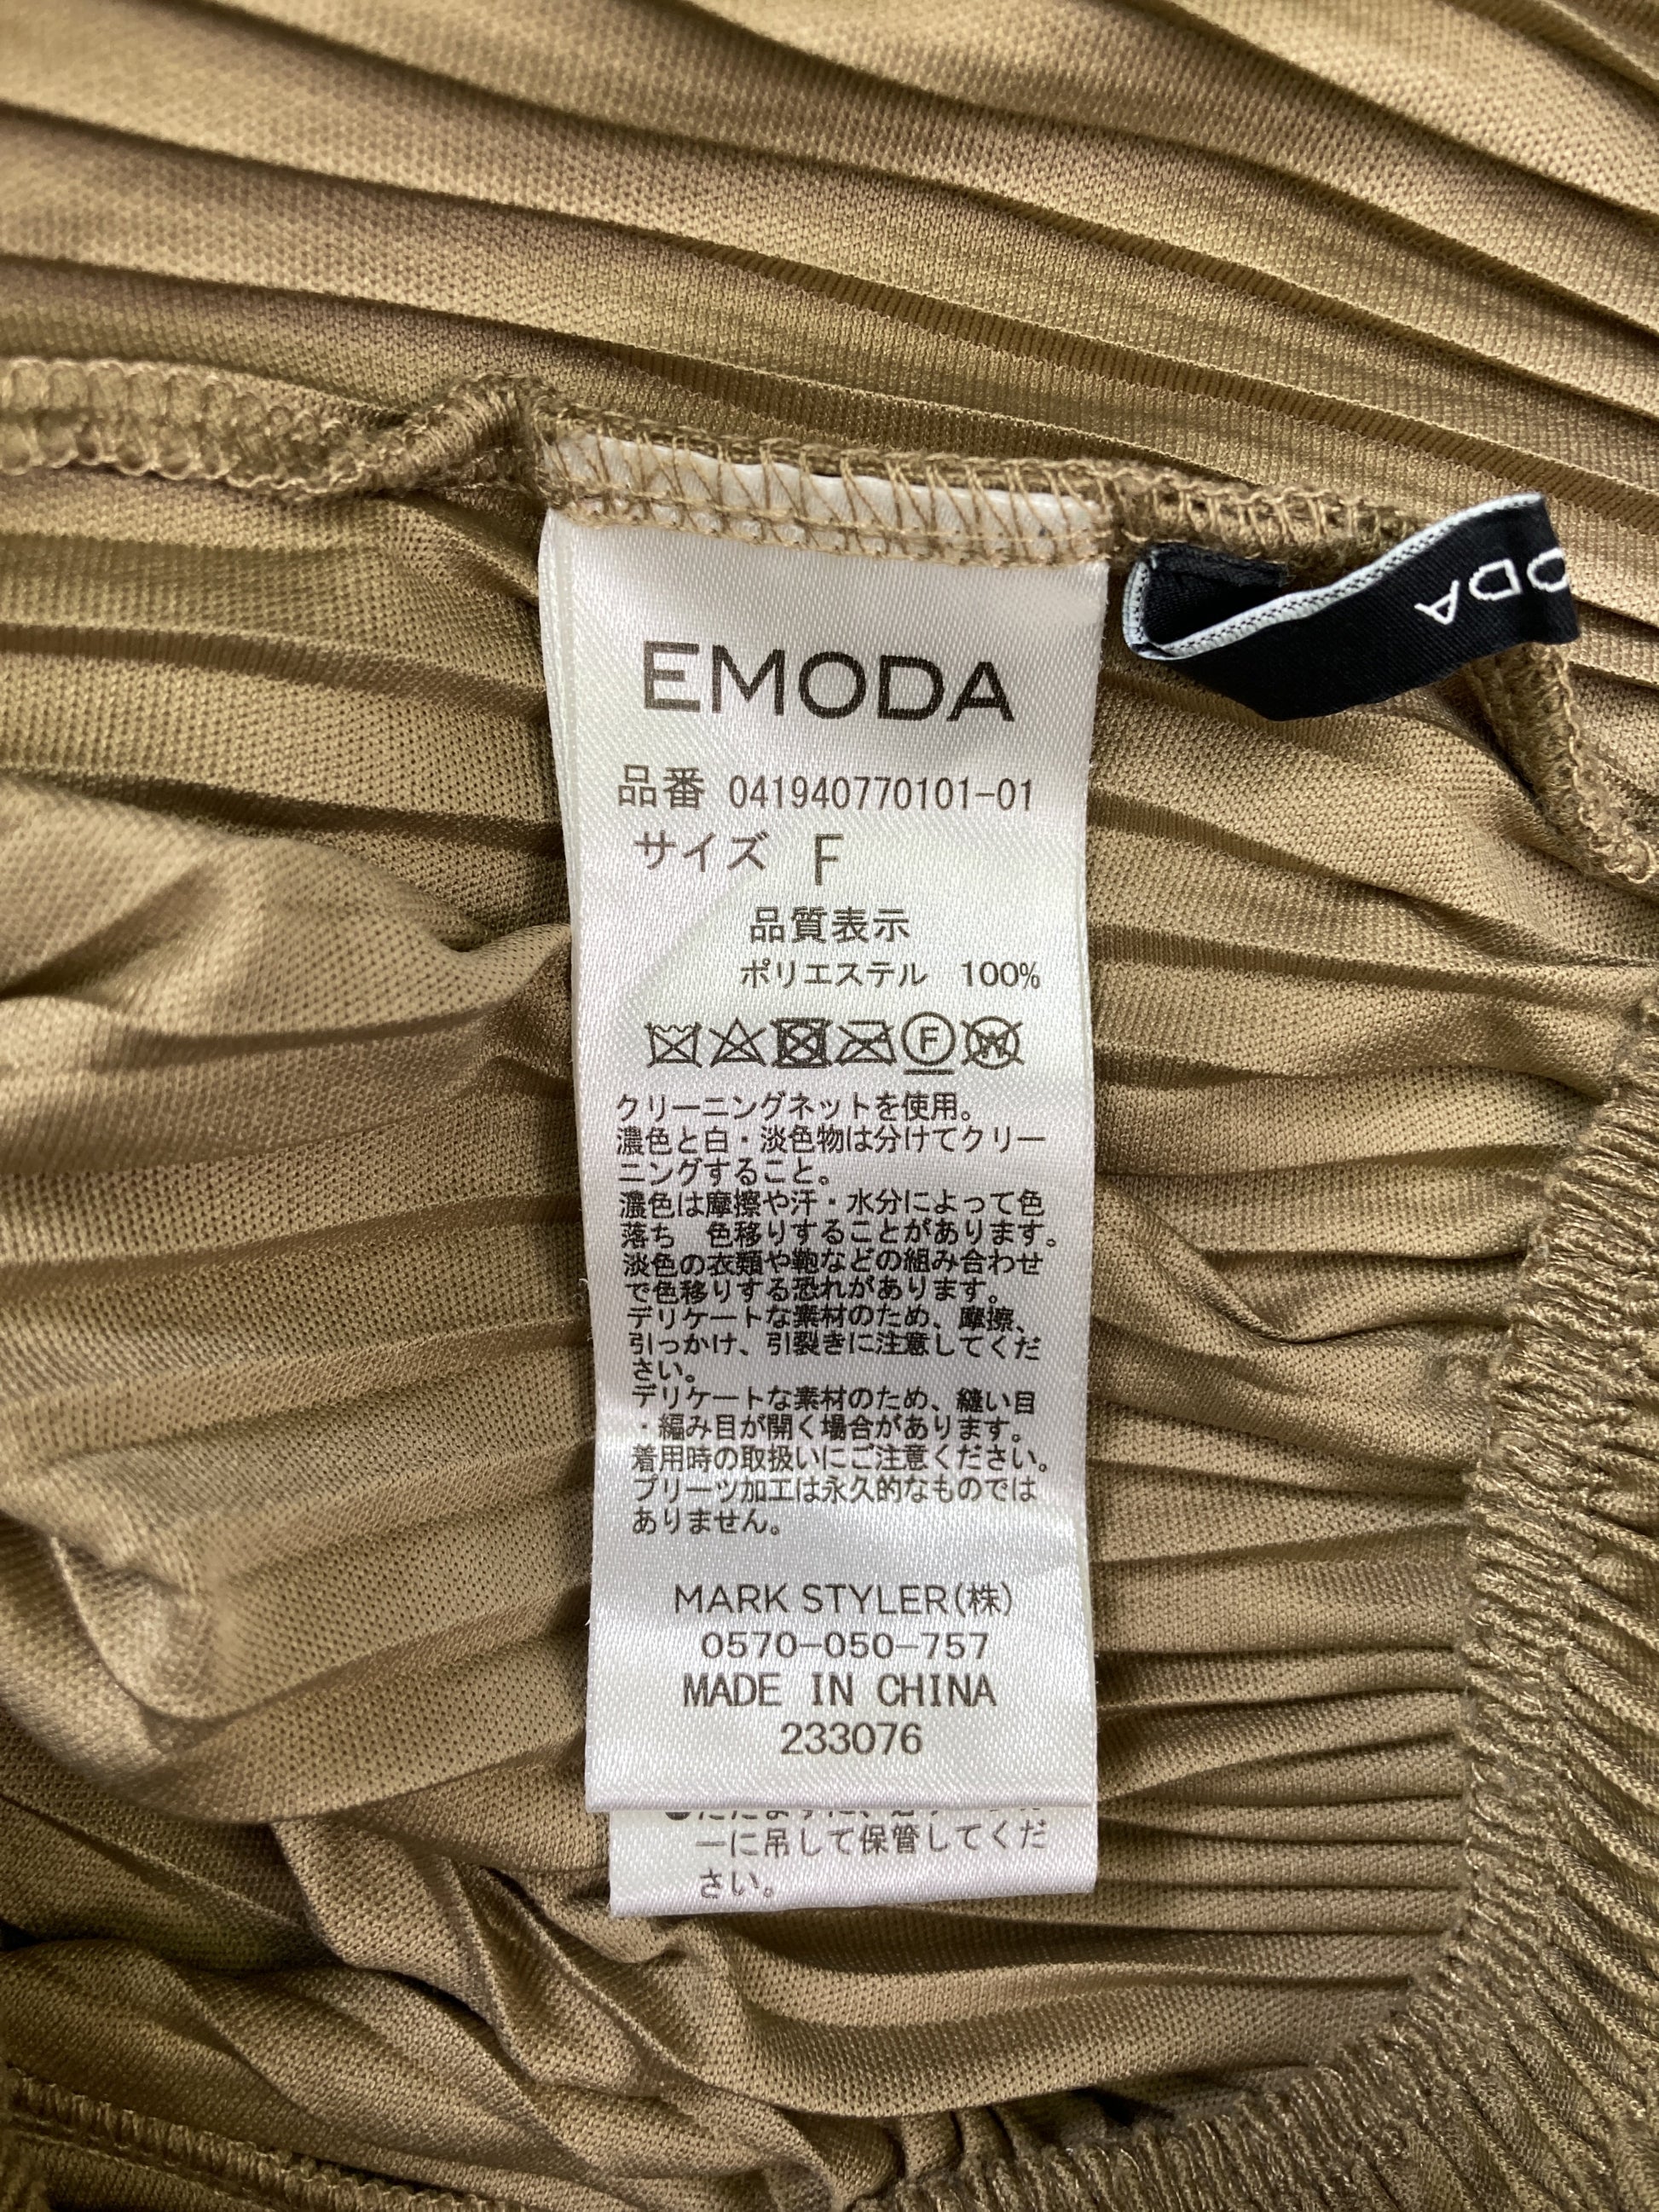 EMODA
ODA
品番 041940770101-01
サイズ F
品質表示
ポリエステル 100%
F
W
クリーニングネットを使用。
濃色と白・淡色物は分けてクリー
ニングすること。
濃色は摩擦や汗・水分によって色
落ち 色移りすることがあります。
淡色の衣類や鞄などの組み合わせ
で色移りする恐れがあります。
デリケートな素材のため、摩擦、
引っかけ、引裂きに注意してくだ
さい。
デリケートな素材のため、縫い目
・編み目が開く場合があります。
着用時の取扱いにご注意ください。
プリーツ加工は永久的なものでは
ありません。
MARK STYLER(株)
0570-050-757
MADE IN CHINA
233076
ーに吊して保管してくだ
さい。